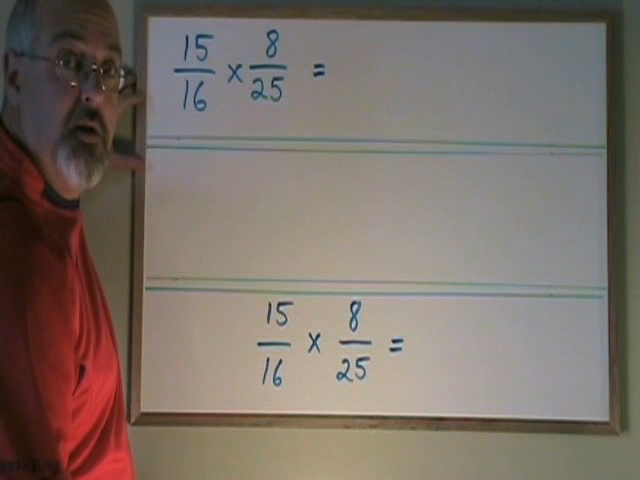 15/16 × 8/25 =
15/16 × 8/25 =